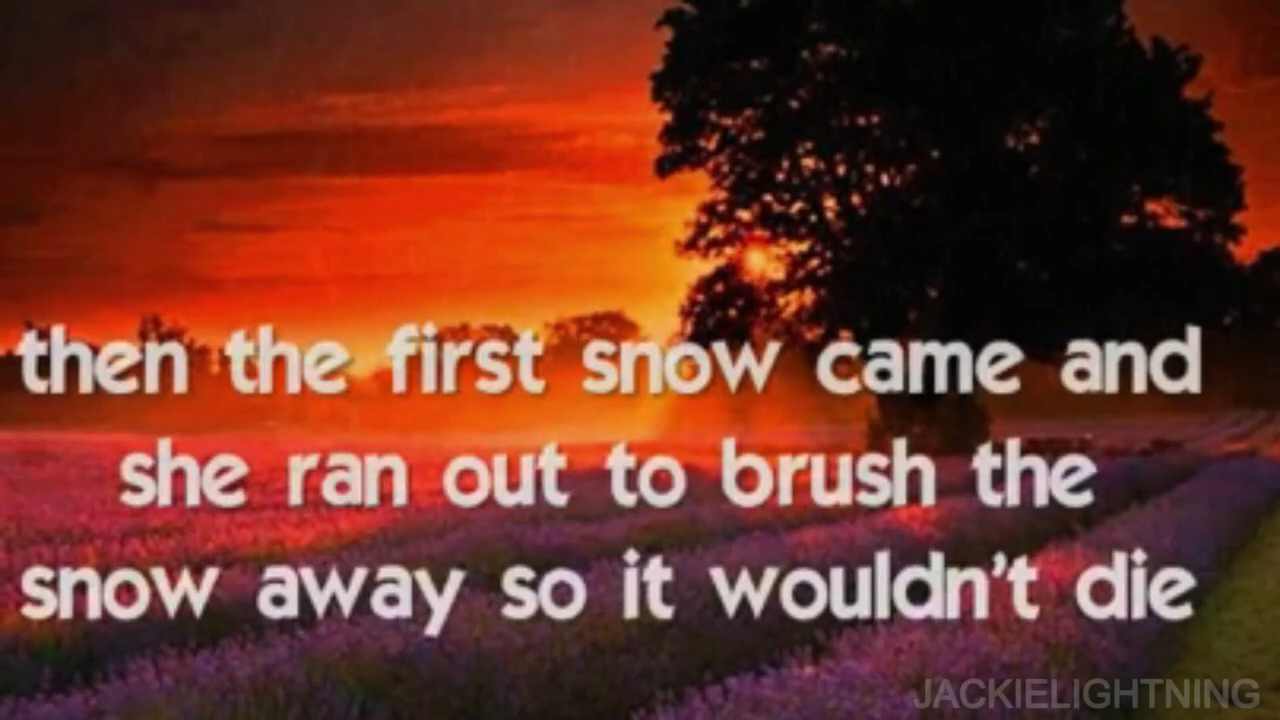 then the first snow came and
she ran out to brush the
snow away so it wouldn't die
JACKIELIGHTNING